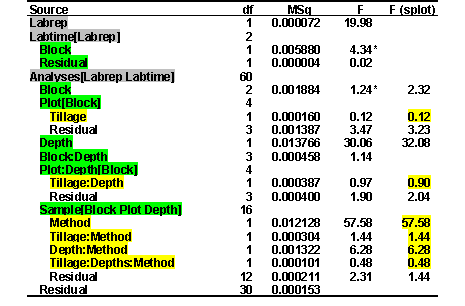 Source df MSq F F (splot)
Labrep 1 0.000072 19.98
Labtime[Labrep] 2
Block 1 0.005880 4.34*
Residual 1 0.000004 0.02
Analyses[Labrep Labtime] 60
Block 2 0.001884 1.24* 2.32
Plot[Block] 4
Tillage 1 0.000160 0.12 0.12
Residual 3 0.001387 3.47 3.23
Depth 1 0.013766 30.06 32.08
Block:Depth 3 0.000458 1.14
Plot:Depth[Block] 4
Tillage:Depth 1 0.000387 0.97 0.90
Residual 3 0.000400 1.90 2.04
Sample[Block Plot Depth] 16
Method 1 0.012128 57.58 57.58
Tillage:Method 1 0.000304 1.44 1.44
Depth:Method 1 0.001322 6.28 6.28
Tillage:Depths:Method 1 0.000101 0.48 0.48
Residual 12 0.000211 2.31 1.44
Residual 30 0.000153